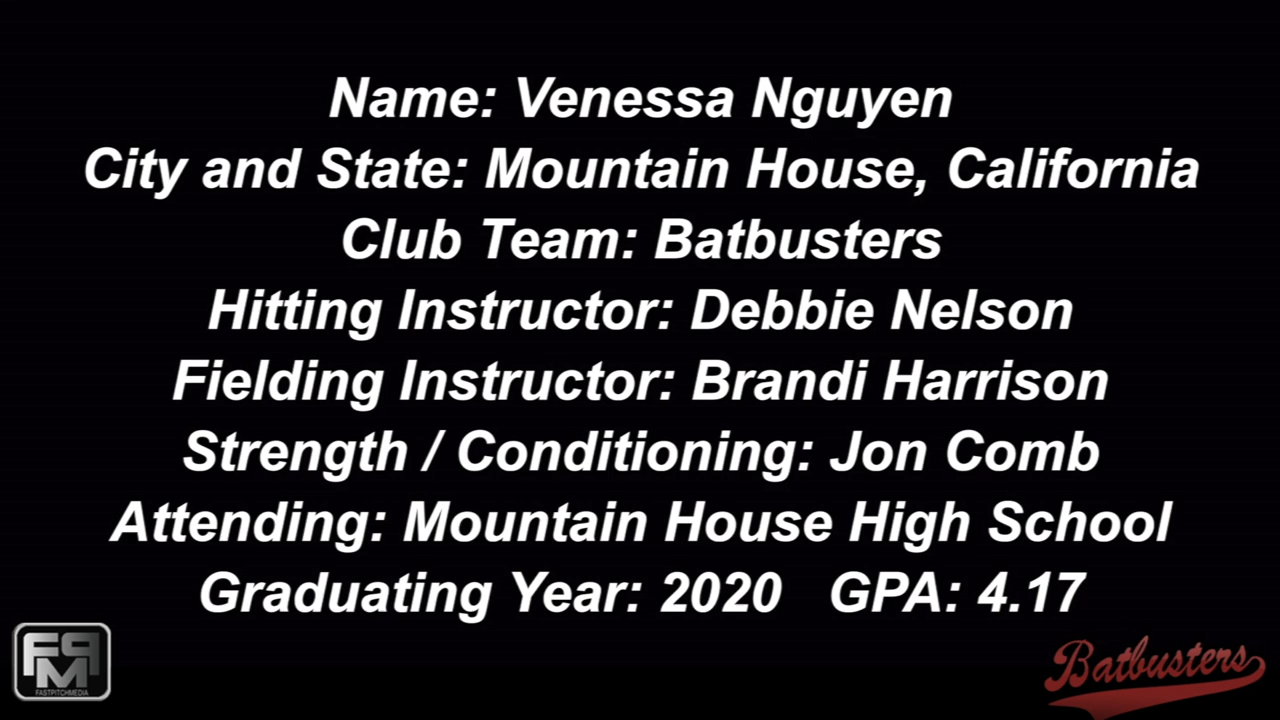 Name: Venessa Nguyen
City and State: Mountain House, California
Club Team: Batbusters
Hitting Instructor: Debbie Nelson
Fielding Instructor: Brandi Harrison
Strength / Conditioning: Jon Comb
Attending: Mountain House High School
Graduating Year: 2020 GPA: 4.17
FPM
FASTPITCHMEDIA
Batbusters